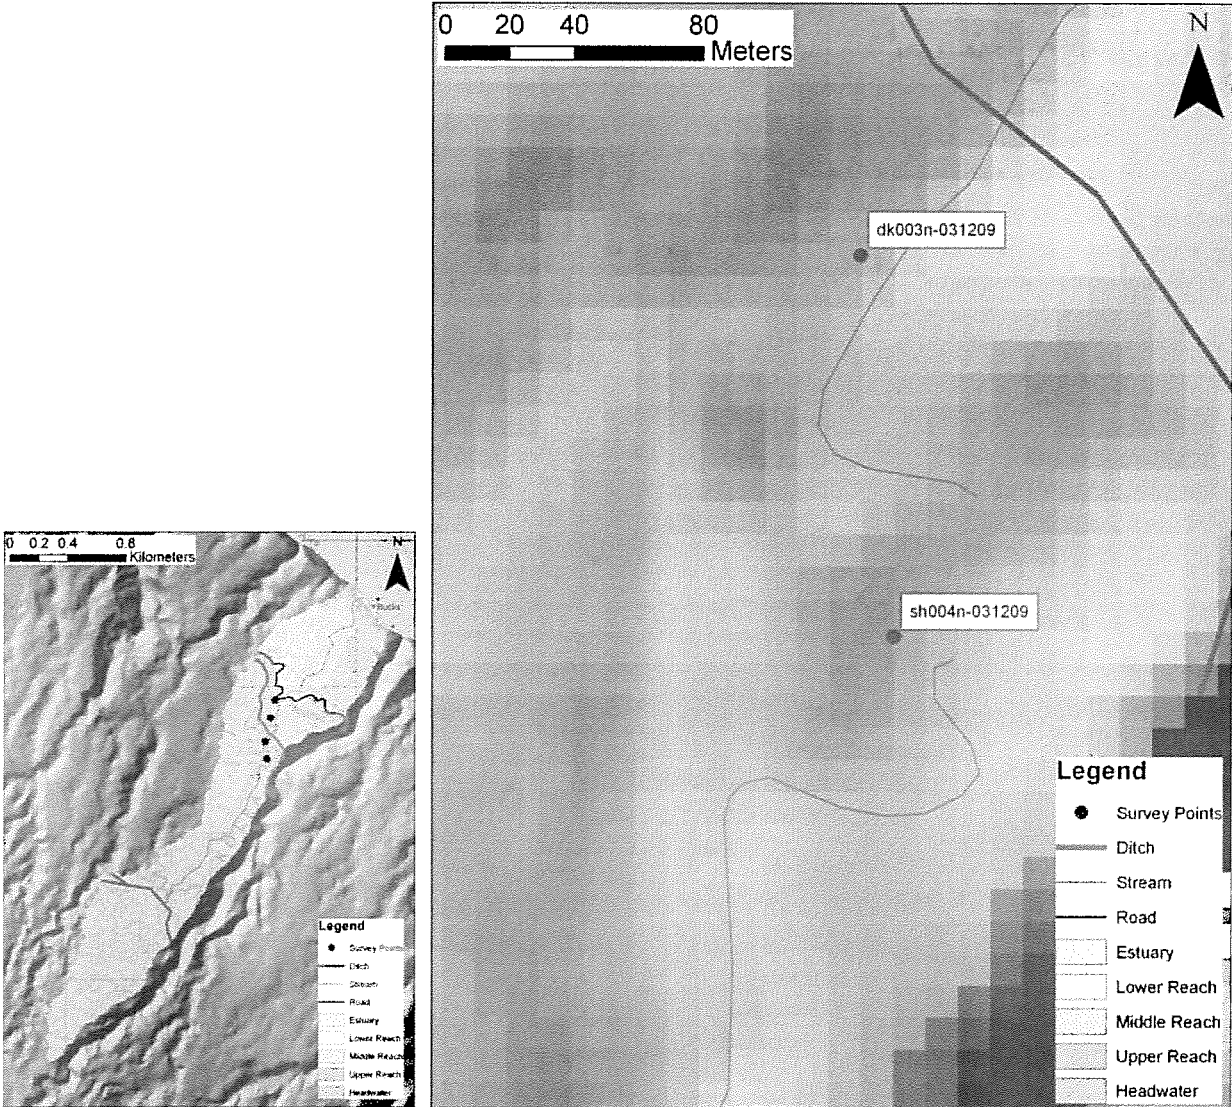 0 20 40 80
Meters
N
dk003n-031209
sh004n-031209
Legend
Survey Points
Ditch
Stream
Road
Estuary
Lower Reach
Middle Reach
Upper Reach
Headwater
0 0.2 0.4 0.8
Kilometers
N
Legend
Survey Points
Ditch
Stream
Road
Estuary
Lower Reach
Middle Reach
Upper Reach
Headwater